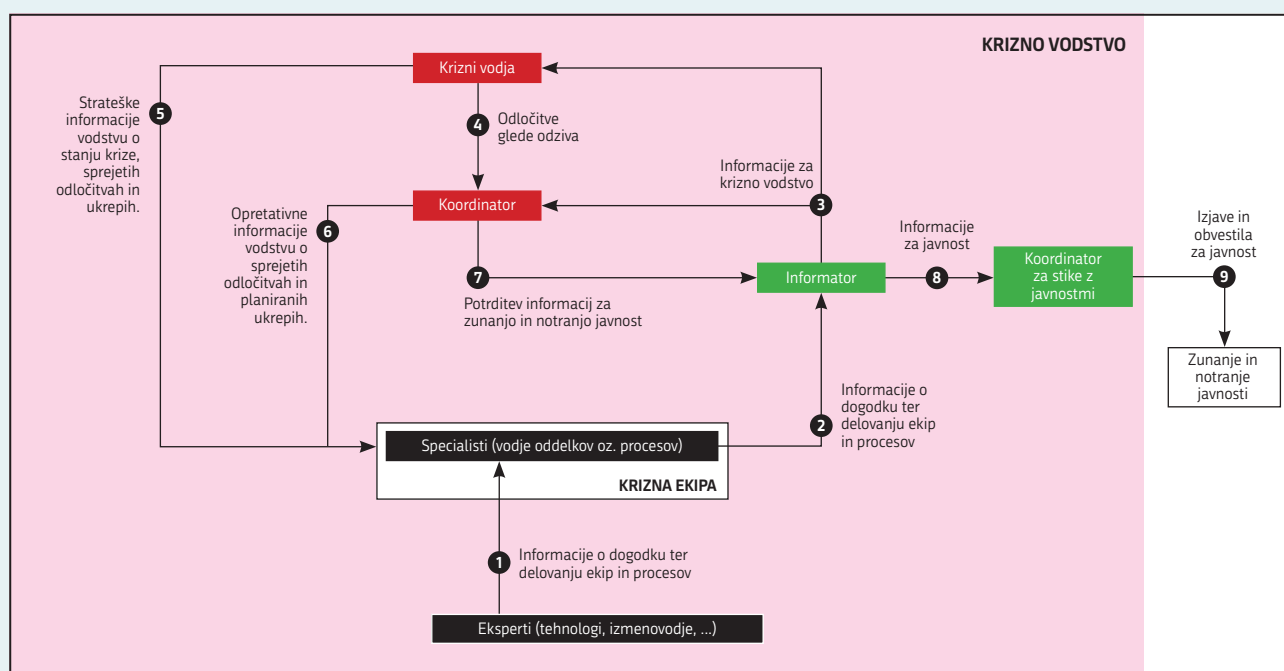 KRIZNO VODSTVO
Krizni vodja
5
Strateške
informacije
vodstvu o
stanju krize,
sprejetih
odločitvah in
ukrepih.
4
Odločitve
glede odziva
Informacije za
krizno vodstvo
3
Koordinator
6
Opretativne
informacije
vodstvu o
sprejetih
odločitvah in
planiranih
ukrepih.
7
Potrditev informacij za
zunanjo in notranjo javnost
Informator
Informacije
za javnost
8
Koordinator
za stike z
javnostmi
Izjave in
obvestila
za javnost
9
Zunanje in
notranje
javnosti
Informacije o
dogodku ter
delovanju ekip
in procesov
2
Specialisti (vodje oddelkov oz. procesov)
KRIZNA EKIPA
1
Informacije o dogodku ter
delovanju ekip in procesov
Eksperti (tehnologi, izmenovodje, ...)